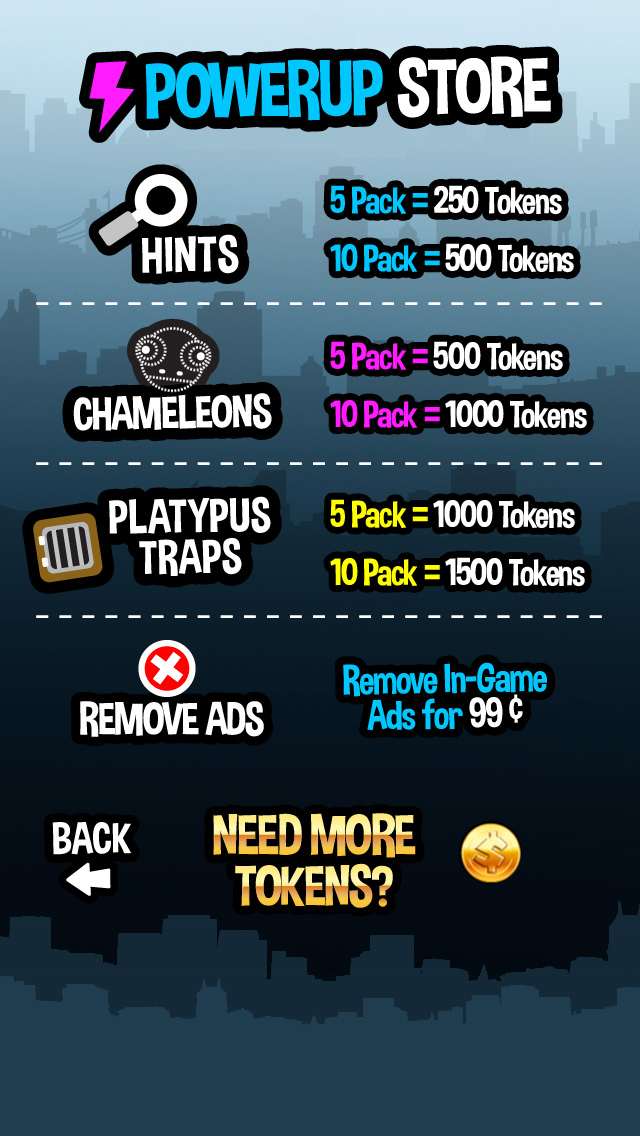 POWERUP STORE
HINTS
5 Pack = 250 Tokens
10 Pack = 500 Tokens
CHAMELEONS
5 Pack = 500 Tokens
10 Pack = 1000 Tokens
PLATYPUS
TRAPS
5 Pack = 1000 Tokens
10 Pack = 1500 Tokens
REMOVE ADS
Remove In-Game
Ads for 99 ¢
BACK
NEED MORE
TOKENS?
$